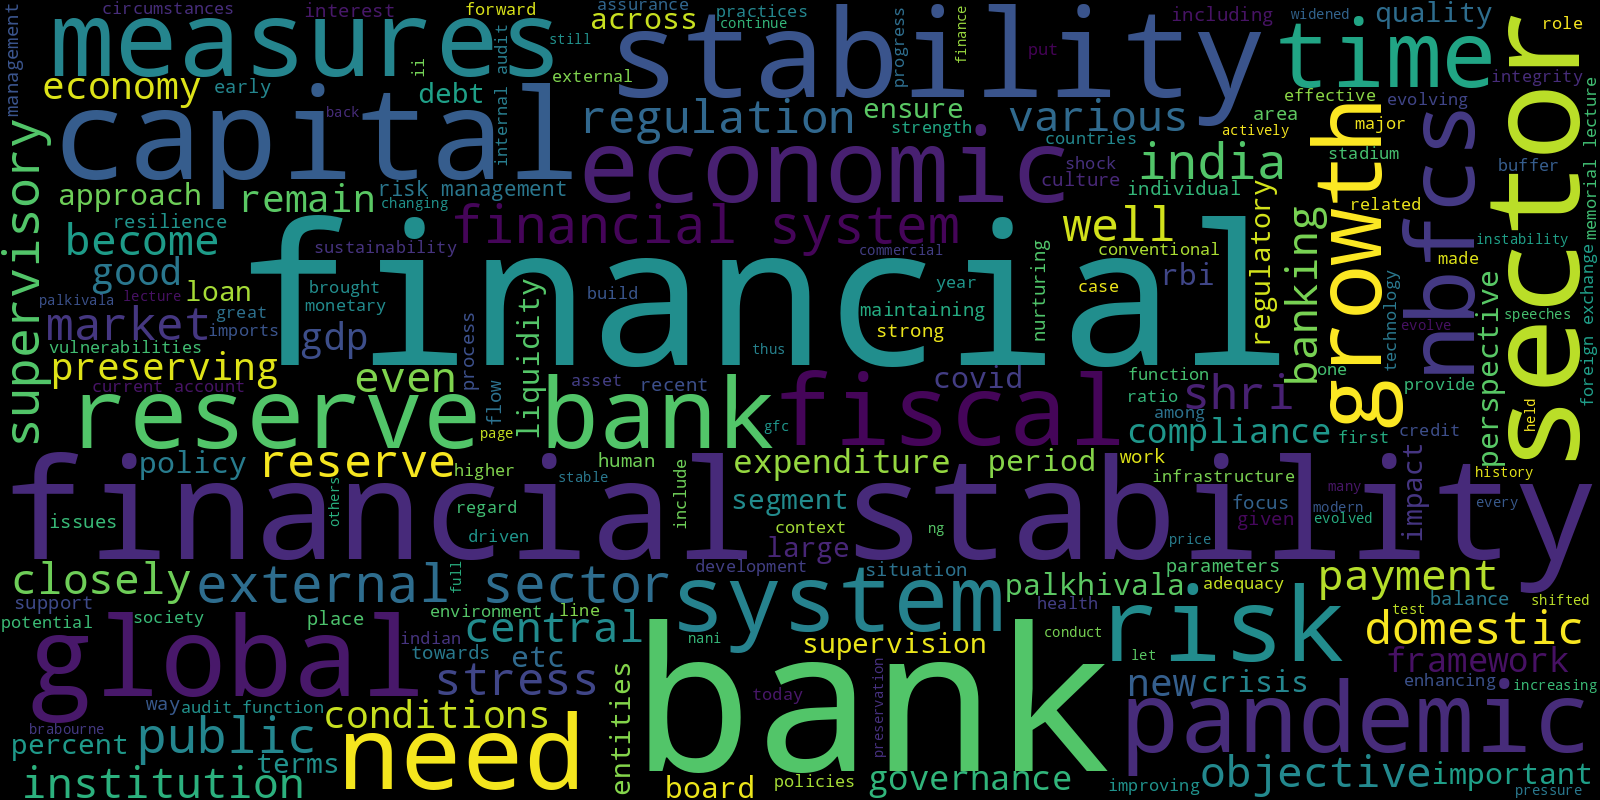 circumstances
interest
forward
assurance
across
practices
continue
including
widened
quality
role
measures
still
stability
progress
finance
put
time
sector
management
economy
early
ii
debt
internal audit
external
integrity
capital
back
regulation
ensure
strength
various
countries
effective
area
actively
evolving
major
growth
nbfcs
memorial lecture
supervisory
approach
remain
risk management
changing
economic
shock
culture
india
individual
stadium
related
buffer
resilience
become
sustainability
financial system
commercial
well
conventional
regulatory
banking
made
instability
good
palkivala
lecture
loan
great
brought
monetary
financial
build
year
maintaining
strong
nurturing
case
rbi
technology
evolve
perspective
speeches
foreign exchange
market
imports
gdp
vulnerabilities
preserving
process
liquidity
thus
current account
even
flow
asset
recent
covid
function
ratio
among
shri
one
provide
held
reserve bank
page
gfc
fiscal
compliance
first
credit
policy
reserve
higher
human
expenditure
period
work
infrastructure
history
financial stability
others
stable
include
issues
regard
driven
segment
context
large
ng
price
focus
given
many
modern
evolved
impact
every
closely
external sector
full
development
situation
system
palkhivala
parameters
adequacy
payment
support
potential
society
place
environment
line
health
risk
test
balance
shifted
domestic
global
indian
towards
central
etc
nani
supervision
conduct
let
framework
stress
entities
bank
today
preservation
new
crisis
enhancing
increasing
way
audit function
brabourne
percent
public
conditions
need
terms
pandemic
institution
board
policies
governance
improving
objective
important
pressure